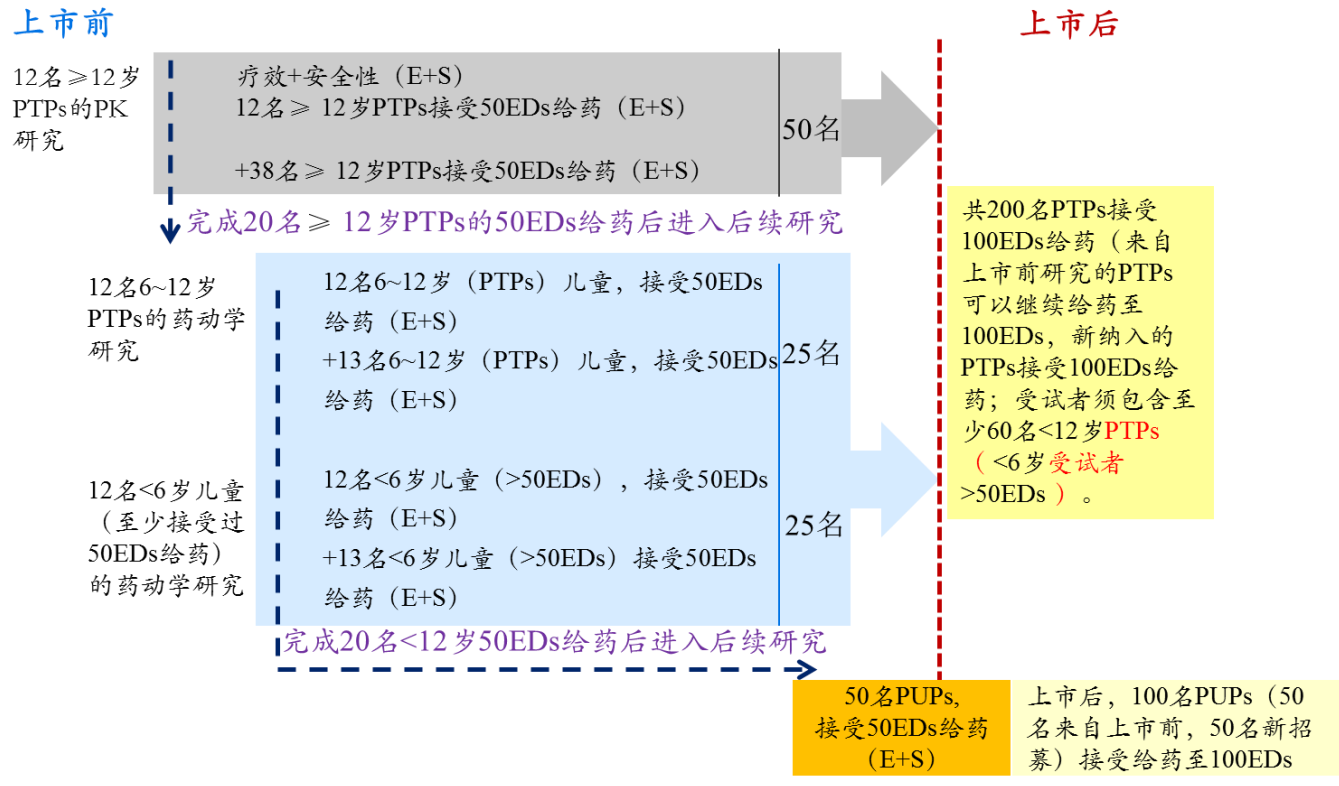 上市前
上市后
12名≥12岁
PTPs的PK
研究
疗效+安全性（E+S）
12名≥ 12岁PTPs接受50EDs给药（E+S）
+38名≥ 12岁PTPs接受50EDs给药（E+S）
50名
完成20名≥ 12岁PTPs的50EDs给药后进入后续研究
12名6~12岁
PTPs的药动学
研究
12名6~12岁（PTPs）儿童，接受50EDs
给药（E+S）
+13名6~12岁（PTPs）儿童，接受50EDs
给药（E+S）
25名
12名<6岁儿童
（至少接受过
50EDs给药）
的药动学研究
12名<6岁儿童（>50EDs），接受50EDs
给药（E+S）
+13名<6岁儿童（>50EDs）接受50EDs
给药（E+S）
25名
完成20名<12岁50EDs给药后进入后续研究
共200名PTPs接受
100EDs给药（来自
上市前研究的PTPs
可以继续给药至
100EDs，新纳入的
PTPs接受100EDs给
药；受试者须包含至
少60名<12岁PTPs
（ <6岁受试者
>50EDs ）。
50名PUPs,
接受50EDs给药
（E+S）
上市后，100名PUPs（50
名来自上市前，50名新招
募）接受给药至100EDs